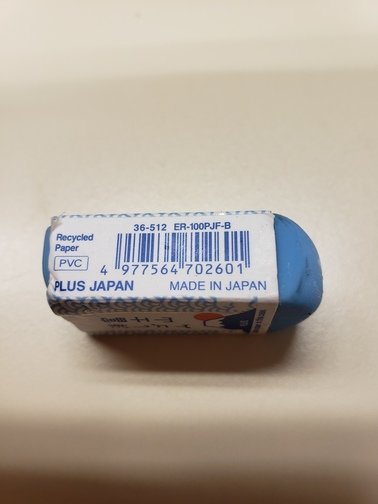 36-512 ER-100PJF-B
Recycled
Paper
PVC
4 977564 702601
PLUS JAPAN
MADE IN JAPAN